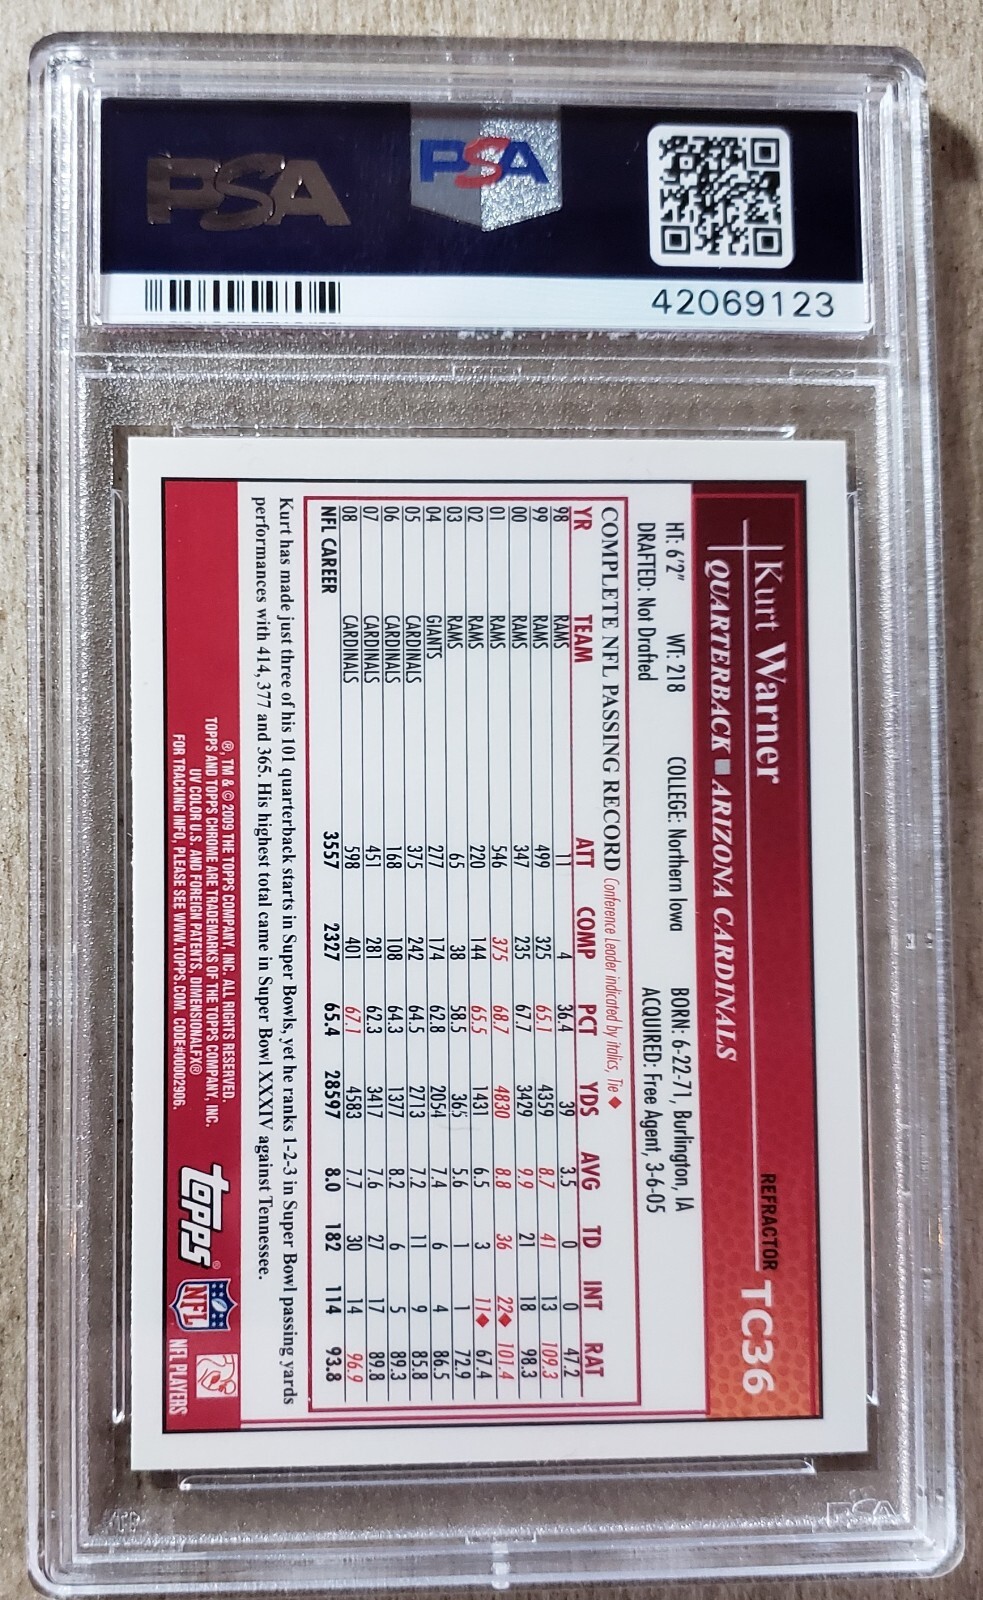 PSA
PSA
42069123
Kurt Warner
REFRACTOR TC36
QUARTERBACK ■ ARIZONA CARDINALS
HT: 6'2" WT: 218 COLLEGE: Northern Iowa BORN: 6-22-71, Burlington, IA
DRAFTED: Not Drafted ACQUIRED: Free Agent, 3-6-05
COMPLETE NFL PASSING RECORD Conference Leader indicated by italics, Tie ♦
YR TEAM ATT COMP PCT YDS AVG TD INT RAT
98 RAMS 11 4 36.4 39 3.5 0 0 47.2
99 RAMS 499 325 65.1 4359 8.7 41 13 109.3
00 RAMS 347 235 67.7 3429 9.9 21 18 98.3
01 RAMS 546 375 68.7 4830 8.8 36 22♦ 101.4
02 RAMS 220 144 65.5 1431 6.5 3 11♦ 67.4
03 RAMS 65 38 58.5 365 5.6 1 1 72.9
04 GIANTS 277 174 62.8 2054 7.4 6 4 86.5
05 CARDINALS 375 242 64.5 2713 7.2 11 9 85.8
06 CARDINALS 168 108 64.3 1377 8.2 6 5 89.3
07 CARDINALS 451 281 62.3 3417 7.6 27 17 89.8
08 CARDINALS 598 401 67.1 4583 7.7 30 14 96.9
NFL CAREER 3557 2327 65.4 28597 8.0 182 114 93.8
Kurt has made just three of his 101 quarterback starts in Super Bowls, yet he ranks 1-2-3 in Super Bowl passing yards
performances with 414, 377 and 365. His highest total came in Super Bowl XXXIV against Tennessee.
®, TM & © 2009 THE TOPPS COMPANY, INC. ALL RIGHTS RESERVED.
TOPPS AND TOPPS CHROME ARE TRADEMARKS OF THE TOPPS COMPANY, INC.
UV COLOR U.S. AND FOREIGN PATENTS, DIMENSIONALFX®
FOR TRACKING INFO, PLEASE SEE WWW.TOPPS.COM. CODE#00002906.
topps®
NFL
NFL PLAYERS
PSA